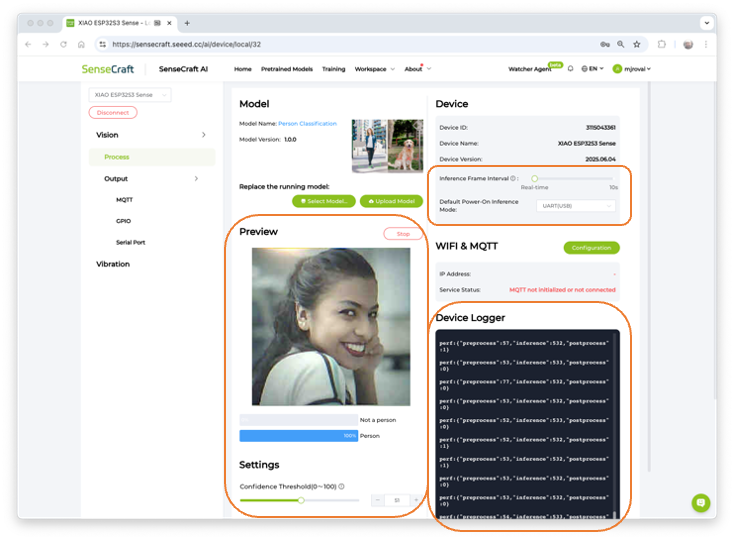 XIAO ESP32S3 Sense - Lo
https://sensecraft.seeed.cc/ai/device/local/32
SenseCraft
SenseCraft AI
Home
Pretrained Models
Training
Workspace
About
Watcher Agent
beta
EN
mjrovai
XIAO ESP32S3 Sense
Disconnect
Vision
Process
Output
MQTT
GPIO
Serial Port
Vibration
Model
Model Name: Person Classification
Model Version: 1.0.0
Replace the running model:
Select Model...
Upload Model
Preview
Stop
Not a person
100% Person
Settings
Confidence Threshold(0~100)
51
Device
Device ID: 3115043361
Device Name: XIAO ESP32S3 Sense
Device Version: 2025.06.04
Inference Frame Interval :
Real-time 10s
Default Power-On Inference
Mode:
UART(USB)
WIFI & MQTT
Configuration
IP Address: -
Service Status: MQTT not initialized or not connected
Device Logger
perf:{"preprocess":57,"inference":532,"postprocess"
:1}
perf:{"preprocess":53,"inference":533,"postprocess"
:0}
perf:{"preprocess":77,"inference":532,"postprocess"
:0}
perf:{"preprocess":53,"inference":532,"postprocess"
:0}
perf:{"preprocess":52,"inference":533,"postprocess"
:0}
perf:{"preprocess":52,"inference":532,"postprocess"
:1}
perf:{"preprocess":53,"inference":532,"postprocess"
:1}
perf:{"preprocess":53,"inference":532,"postprocess"
:0}
perf:{"preprocess":53,"inference":532,"postprocess"
:0}
perf:{"preprocess":54,"inference":533,"postprocess"